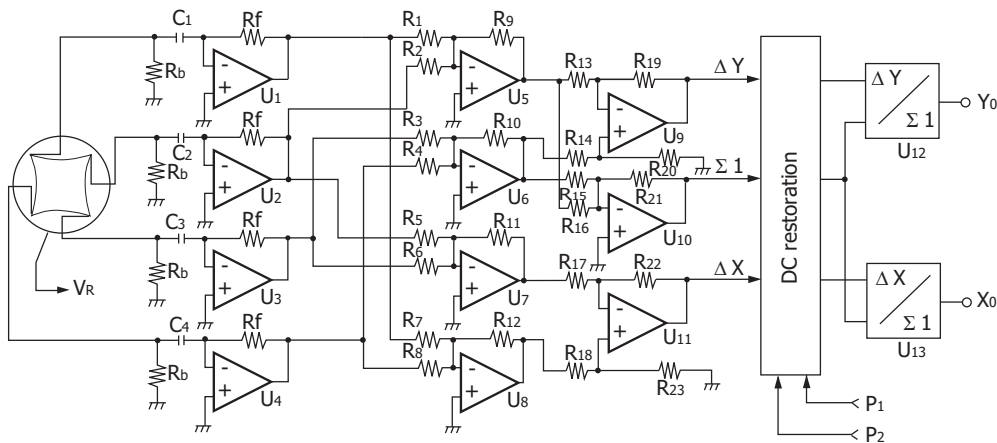 C1 Rf R1 R9
Rb U1 R2 U5 R13 R19 ΔY
U9
Rf R3 R10 R14 R20 Σ1
C2 Rb U2 R4 U6 R15 R21
R16 U10
C3 Rf R5 R11
Rb U3 R6 U7 R17 R22 ΔX
U11
C4 Rf R7 R12 R18 R23
Rb U4 R8 U8
VR
DC restoration
ΔY
Σ1
U12
Y0
ΔX
Σ1
U13
X0
P1
P2